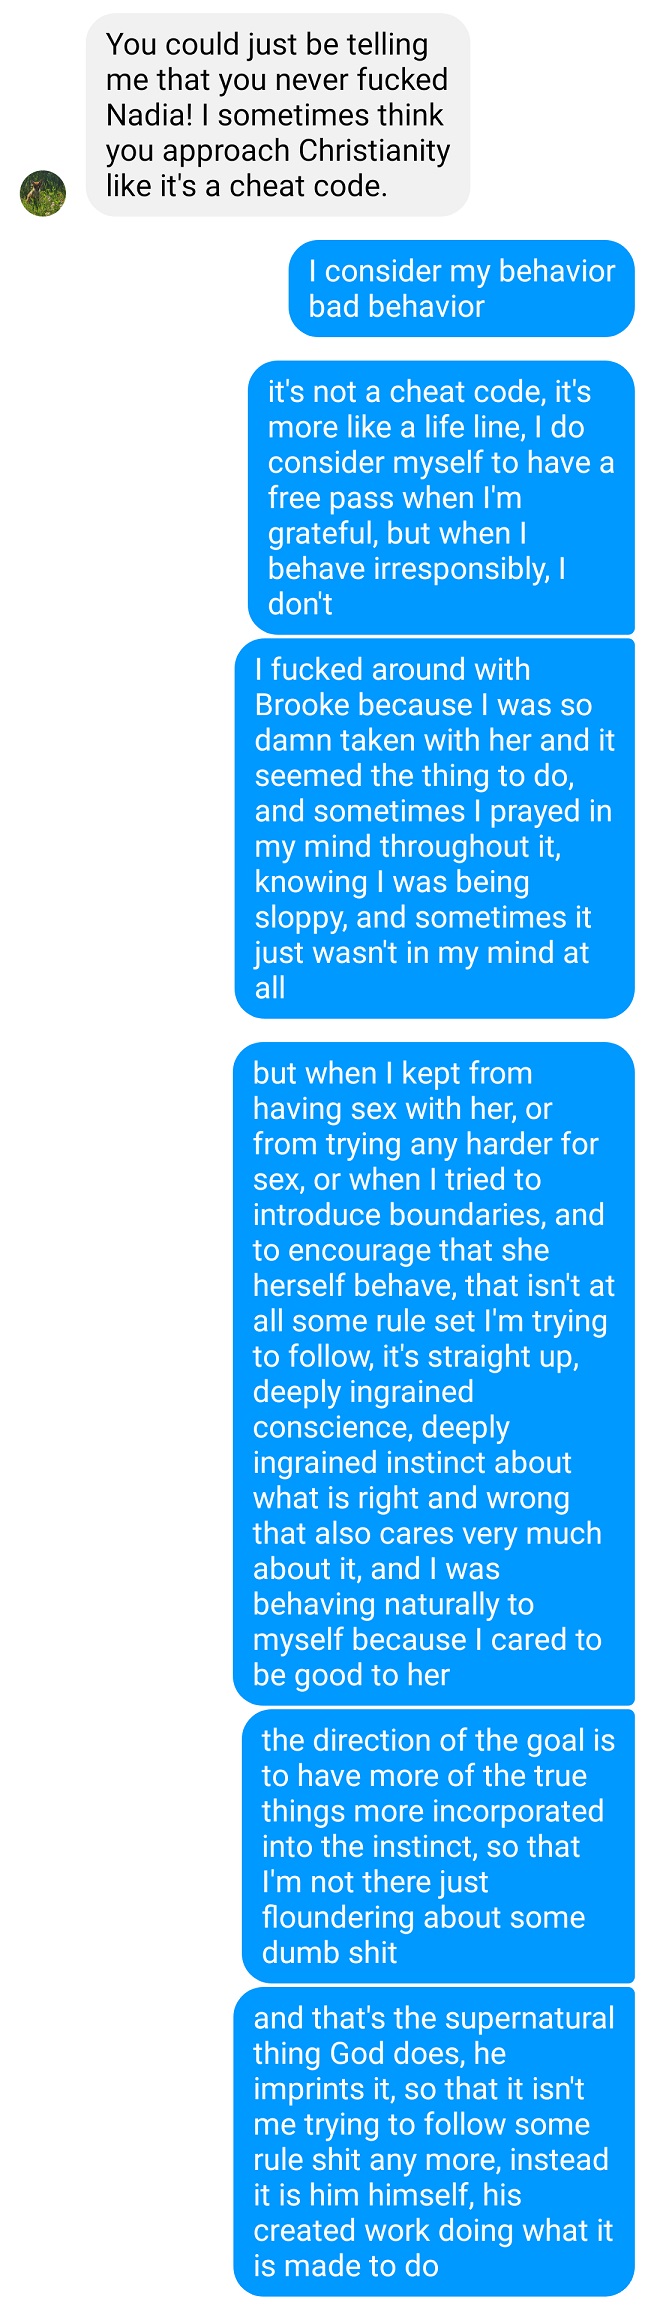 You could just be telling
me that you never fucked
Nadia! I sometimes think
you approach Christianity
like it's a cheat code.
I consider my behavior
bad behavior
it's not a cheat code, it's
more like a life line, I do
consider myself to have a
free pass when I'm
grateful, but when I
behave irresponsibly, I
don't
I fucked around with
Brooke because I was so
damn taken with her and it
seemed the thing to do,
and sometimes I prayed in
my mind throughout it,
knowing I was being
sloppy, and sometimes it
just wasn't in my mind at
all
but when I kept from
having sex with her, or
from trying any harder for
sex, or when I tried to
introduce boundaries, and
to encourage that she
herself behave, that isn't at
all some rule set I'm trying
to follow, it's straight up,
deeply ingrained
conscience, deeply
ingrained instinct about
what is right and wrong
that also cares very much
about it, and I was
behaving naturally to
myself because I cared to
be good to her
the direction of the goal is
to have more of the true
things more incorporated
into the instinct, so that
I'm not there just
floundering about some
dumb shit
and that's the supernatural
thing God does, he
imprints it, so that it isn't
me trying to follow some
rule shit any more, instead
it is him himself, his
created work doing what it
is made to do